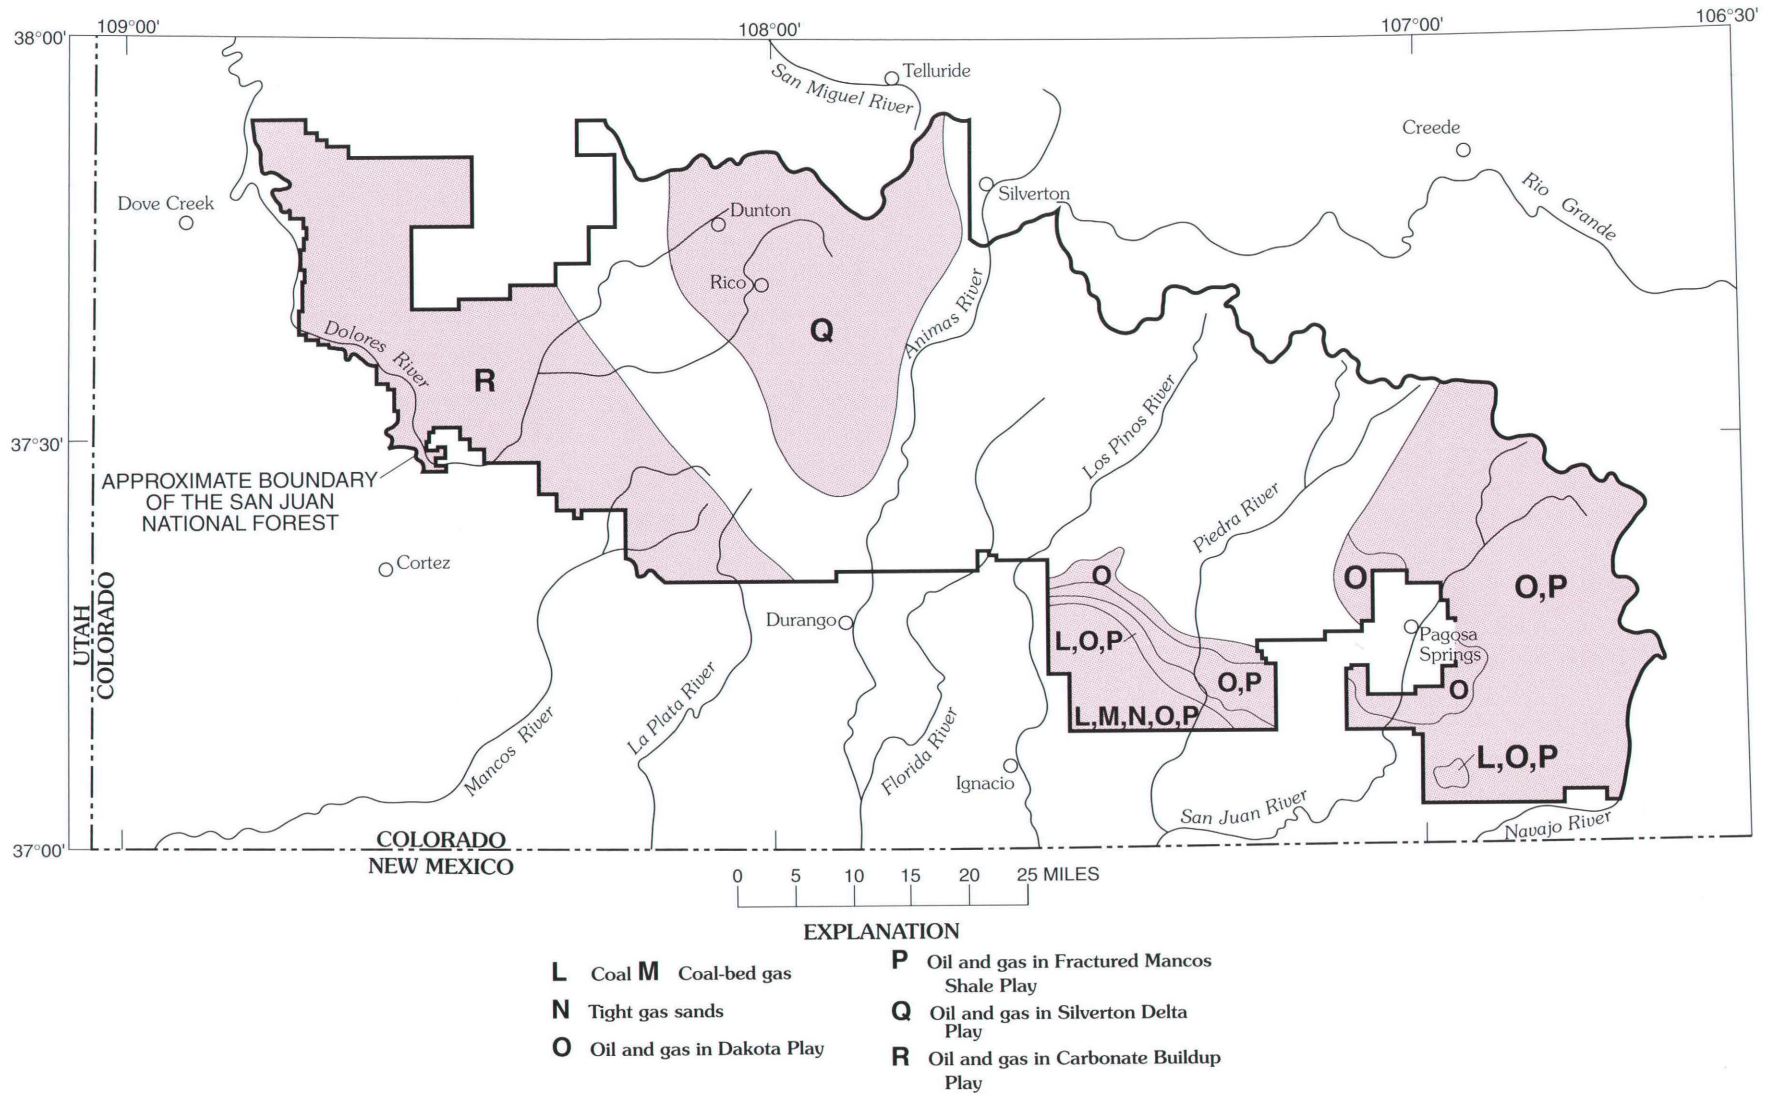 109°00'
108°00'
107°00'
106°30'
38°00'
Telluride
San Miguel River
Creede
Dove Creek
Silverton
Rio Grande
Dunton
Rico
Q
Animas River
Dolores River
R
Los Pinos River
37°30'
APPROXIMATE BOUNDARY
OF THE SAN JUAN
NATIONAL FOREST
Piedra River
Cortez
O
O
O,P
UTAH
COLORADO
Durango
L,O,P
Pagosa
Springs
O,P
O
La Plata River
L,M,N,O,P
Mancos River
Florida River
L,O,P
Ignacio
San Juan River
Navajo River
37°00'
COLORADO
NEW MEXICO
0 5 10 15 20 25 MILES
EXPLANATION
L Coal M Coal-bed gas
N Tight gas sands
O Oil and gas in Dakota Play
P Oil and gas in Fractured Mancos
Shale Play
Q Oil and gas in Silverton Delta
Play
R Oil and gas in Carbonate Buildup
Play